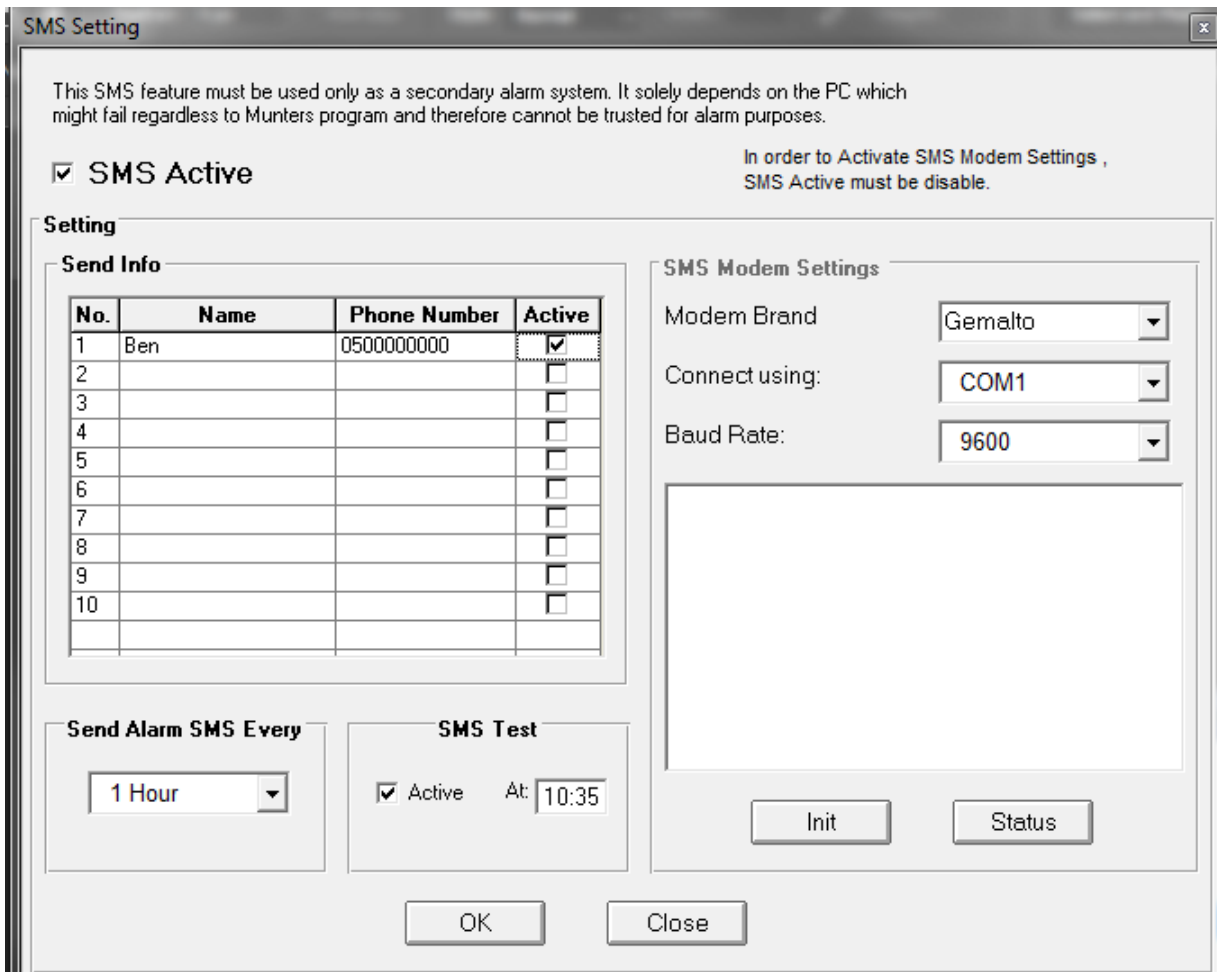 SMS Setting
This SMS feature must be used only as a secondary alarm system. It solely depends on the PC which
might fail regardless to Munters program and therefore cannot be trusted for alarm purposes.
SMS Active
In order to Activate SMS Modem Settings ,
SMS Active must be disable.
Setting
Send Info
No. Name Phone Number Active
1 Ben 0500000000
2
3
4
5
6
7
8
9
10
SMS Modem Settings
Modem Brand Gemalto
Connect using: COM1
Baud Rate: 9600
Init Status
Send Alarm SMS Every
1 Hour
SMS Test
Active At: 10:35
OK Close